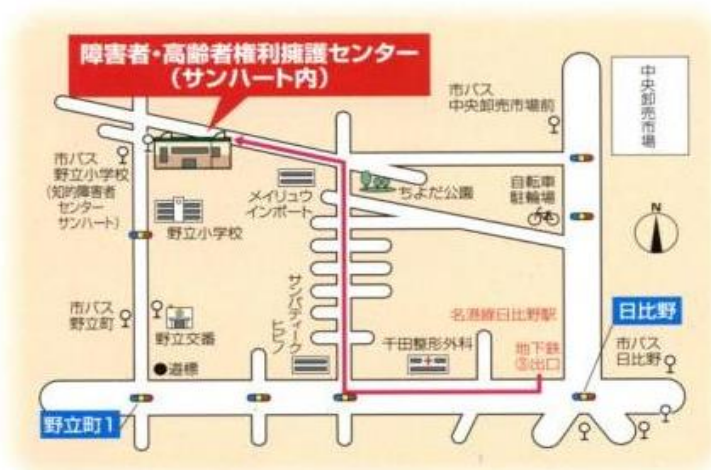 障害者・高齢者権利擁護センター
(サンハート内)
市バス
中央卸売市場前
中央卸売市場
市バス
野立小学校
(知的障害者
センター
サンハート)
メイリュウ
インポート
ちよだ公園
自転車
駐輪場
N
野立小学校
サンパティーク
ヒビノ
市バス
野立町
野立交番
名港線日比野駅
日比野
千田整形外科
地下鉄
③出口
市バス
日比野
●道標
野立町1